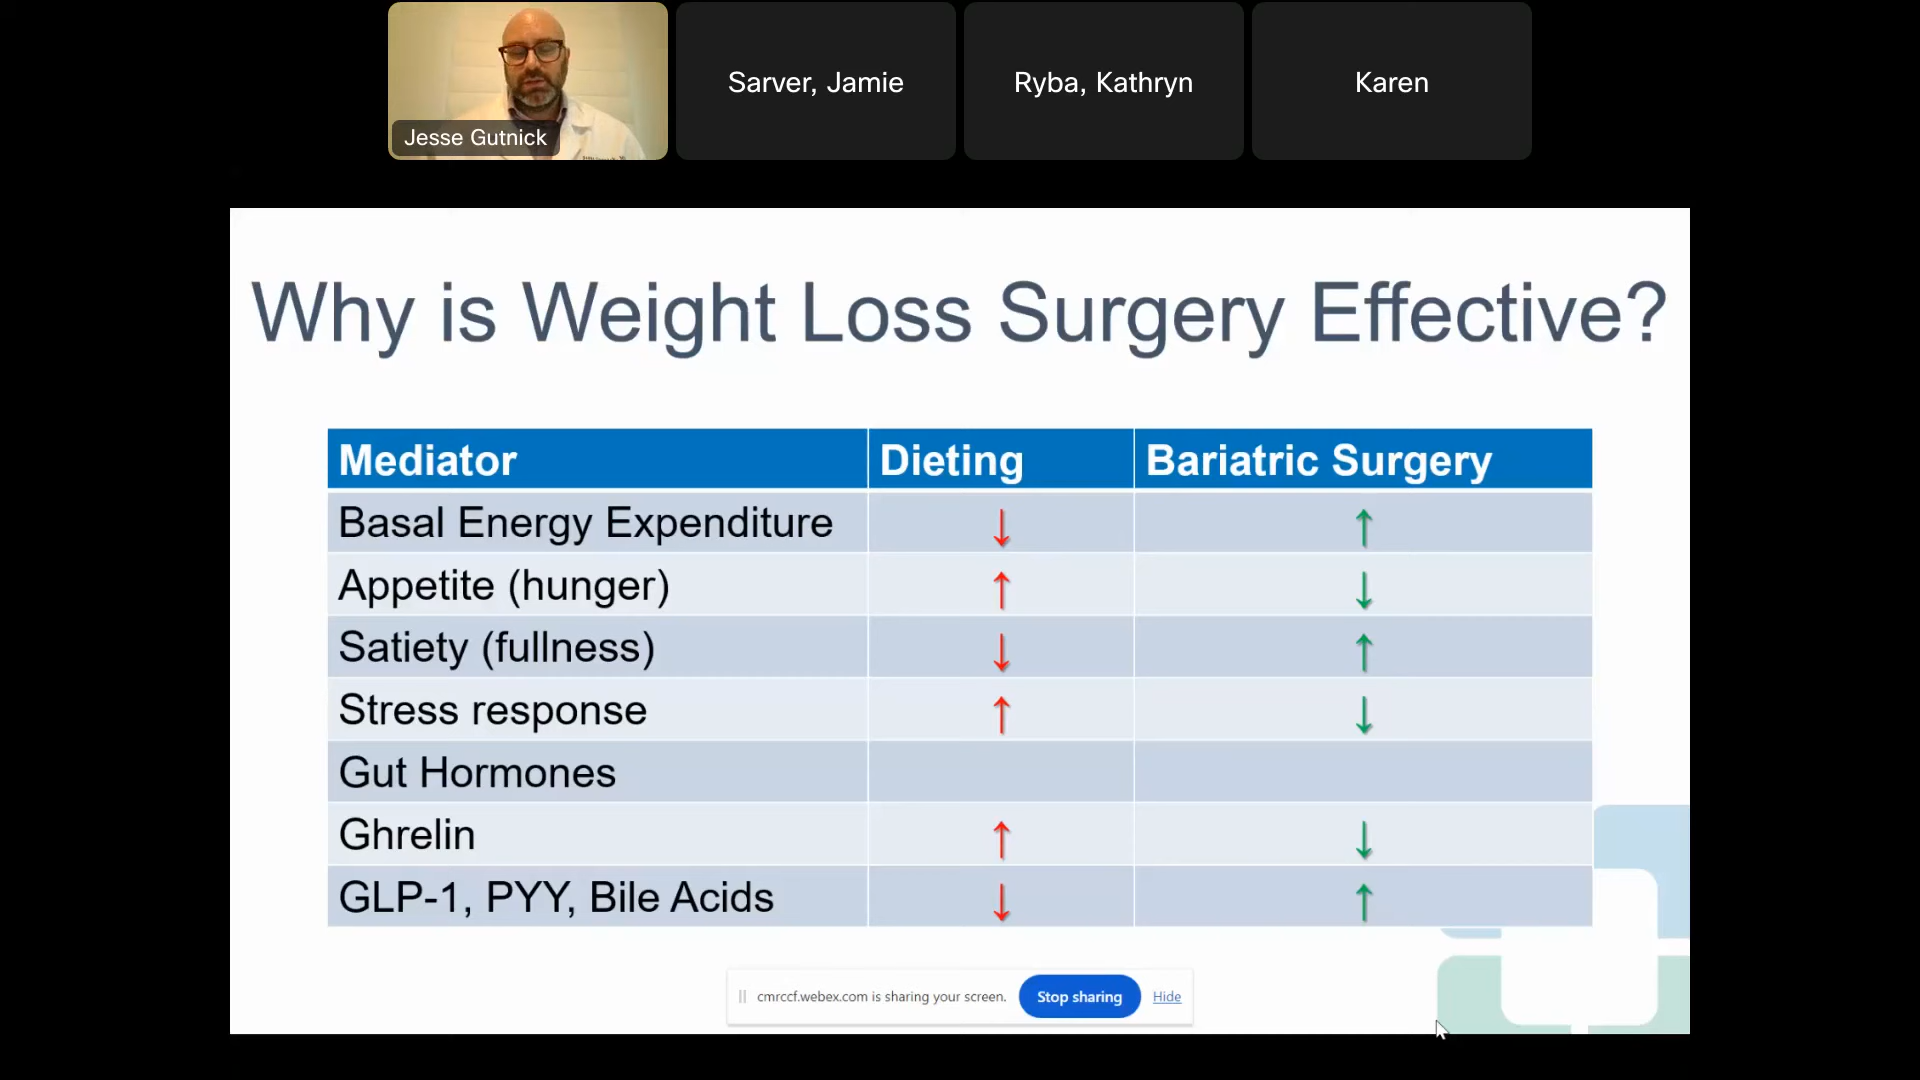 Jesse Gutnick
Sarver, Jamie
Ryba, Kathryn
Karen
Why is Weight Loss Surgery Effective?
Mediator Dieting Bariatric Surgery
Basal Energy Expenditure ↓ ↑
Appetite (hunger) ↑ ↓
Satiety (fullness) ↓ ↑
Stress response ↑ ↓
Gut Hormones
Ghrelin ↑ ↓
GLP-1, PYY, Bile Acids ↓ ↑
cmrccf.webex.com is sharing your screen. Stop sharing Hide